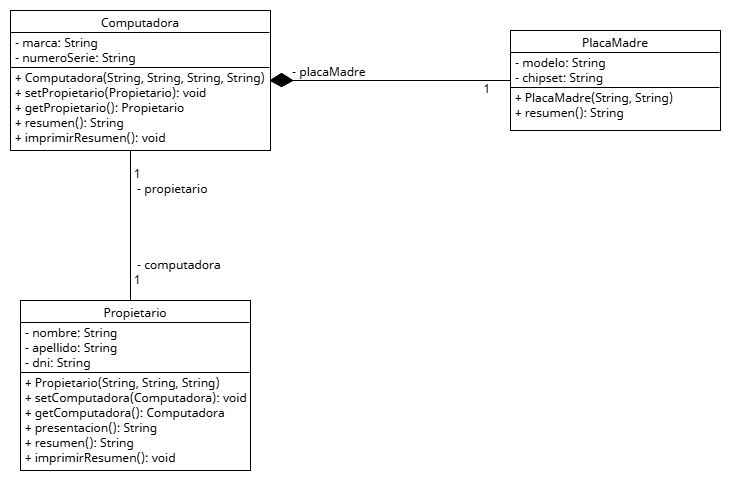 Computadora
- marca: String
- numeroSerie: String
+ Computadora(String, String, String, String)
+ setPropietario(Propietario): void
+ getPropietario(): Propietario
+ resumen(): String
+ imprimirResumen(): void
- placaMadre
1
PlacaMadre
- modelo: String
- chipset: String
+ PlacaMadre(String, String)
+ resumen(): String
1
- propietario
- computadora
1
Propietario
- nombre: String
- apellido: String
- dni: String
+ Propietario(String, String, String)
+ setComputadora(Computadora): void
+ getComputadora(): Computadora
+ presentacion(): String
+ resumen(): String
+ imprimirResumen(): void